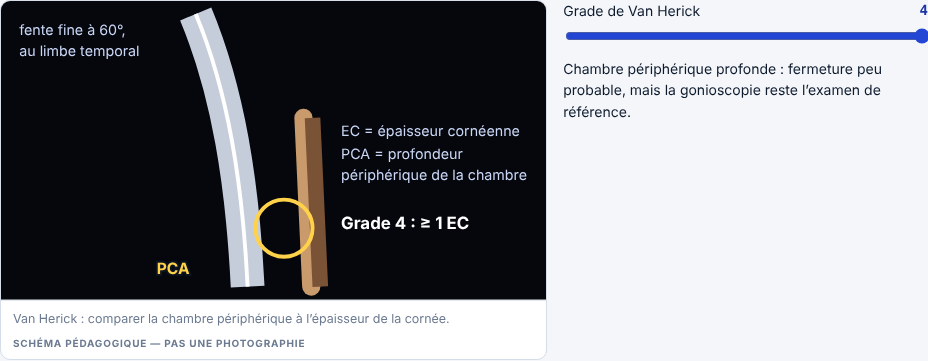 fente fine à 60°,
au limbe temporal
EC = épaisseur cornéenne
PCA = profondeur
périphérique de la chambre
Grade 4 : ≥ 1 EC
PCA
Van Herick : comparer la chambre périphérique à l’épaisseur de la cornée.
SCHÉMA PÉDAGOGIQUE — PAS UNE PHOTOGRAPHIE
Grade de Van Herick 4
Chambre périphérique profonde : fermeture peu
probable, mais la gonioscopie reste l’examen de
référence.